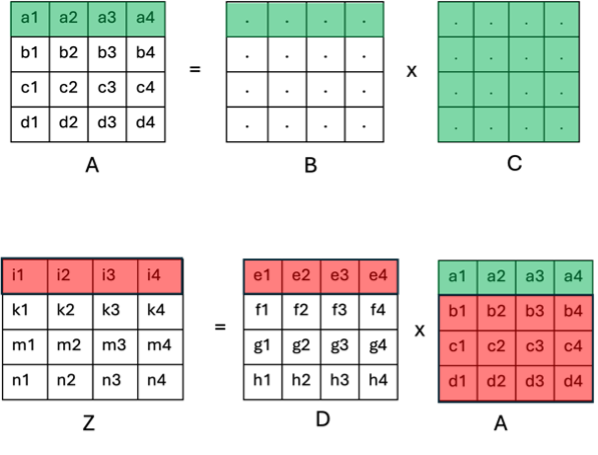 a1 a2 a3 a4 . . . . . . . .
b1 b2 b3 b4 . . . . . . . .
= x
c1 c2 c3 c4 . . . . . . . .
d1 d2 d3 d4 . . . . . . . .
A B C
i1 i2 i3 i4 e1 e2 e3 e4 a1 a2 a3 a4
k1 k2 k3 k4 f1 f2 f3 f4 b1 b2 b3 b4
= x
m1 m2 m3 m4 g1 g2 g3 g4 c1 c2 c3 c4
n1 n2 n3 n4 h1 h2 h3 h4 d1 d2 d3 d4
Z D A